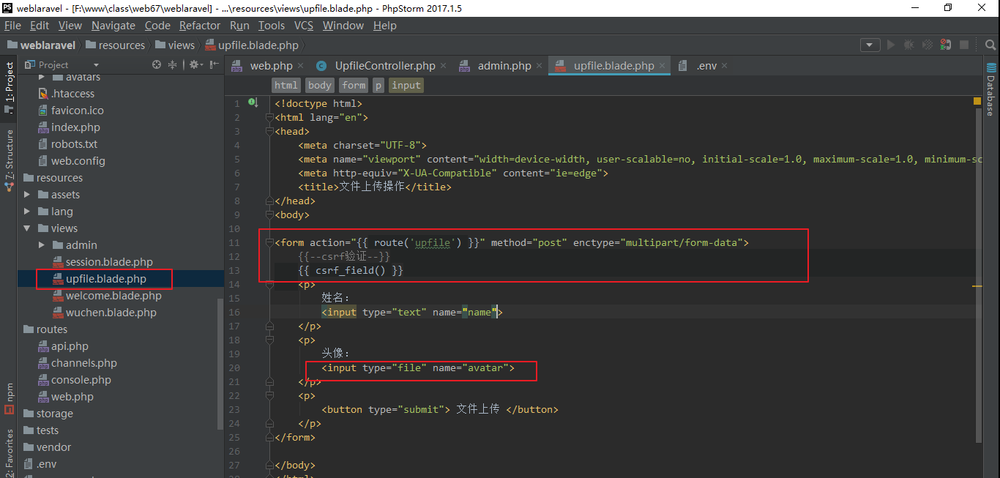 weblaravel - [F:\www\class\web67\weblaravel] - ...\resources\views\upfile.blade.php - PhpStorm 2017.1.5
File Edit View Navigate Code Refactor Run Tools VCS Window Help
weblaravel resources views upfile.blade.php
Project
web.php UpfileController.php admin.php upfile.blade.php .env
html body form p input
1: Project
7: Structure
npm
2: Favorites
Database
avatars
.htaccess
favicon.ico
index.php
robots.txt
web.config
resources
assets
lang
views
admin
session.blade.php
upfile.blade.php
welcome.blade.php
wuchen.blade.php
routes
api.php
channels.php
console.php
web.php
storage
tests
vendor
.env
1 <!doctype html>
2 <html lang="en">
3 <head>
4 <meta charset="UTF-8">
5 <meta name="viewport" content="width=device-width, user-scalable=no, initial-scale=1.0, maximum-scale=1.0, minimum-sc
6 <meta http-equiv="X-UA-Compatible" content="ie=edge">
7 <title>文件上传操作</title>
8 </head>
9 <body>
10
11 <form action="{{ route('upfile') }}" method="post" enctype="multipart/form-data">
12 {{--csrf验证--}}
13 {{ csrf_field() }}
14 <p>
15 姓名：
16 <input type="text" name="name">
17 </p>
18 <p>
19 头像：
20 <input type="file" name="avatar">
21 </p>
22 <p>
23 <button type="submit"> 文件上传 </button>
24 </p>
25 </form>
26
27 </body>
28 </html>